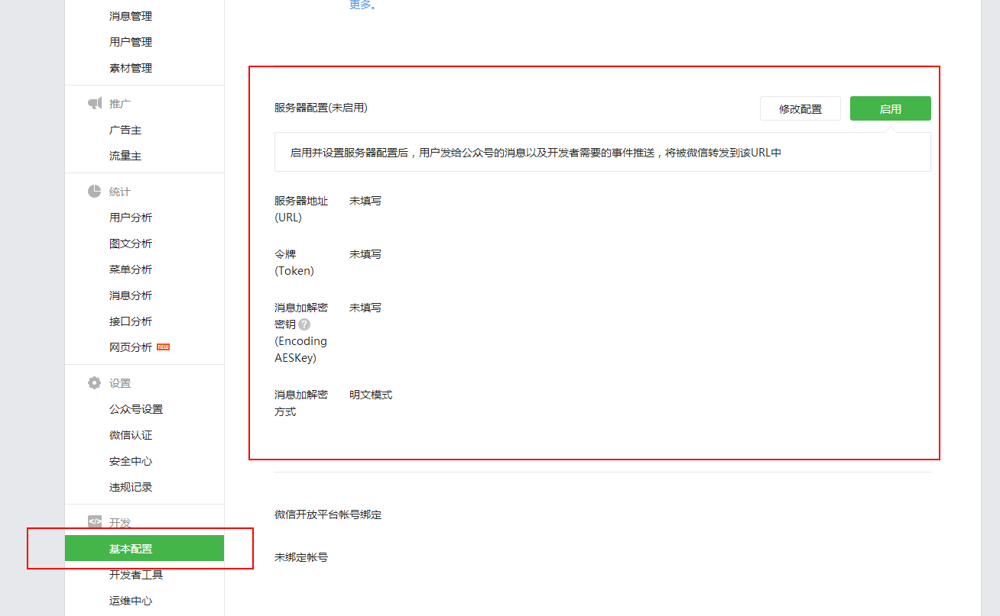 消息管理
用户管理
素材管理
推广
广告主
流量主
统计
用户分析
图文分析
菜单分析
消息分析
接口分析
网页分析 NEW
设置
公众号设置
微信认证
安全中心
违规记录
</> 开发
基本配置
开发者工具
运维中心
更多。
服务器配置(未启用)
修改配置
启用
启用并设置服务器配置后，用户发给公众号的消息以及开发者需要的事件推送，将被微信转发到该URL中
服务器地址 未填写
(URL)
令牌 未填写
(Token)
消息加解密 未填写
密钥 ?
(Encoding
AESKey)
消息加解密 明文模式
方式
微信开放平台帐号绑定
未绑定帐号